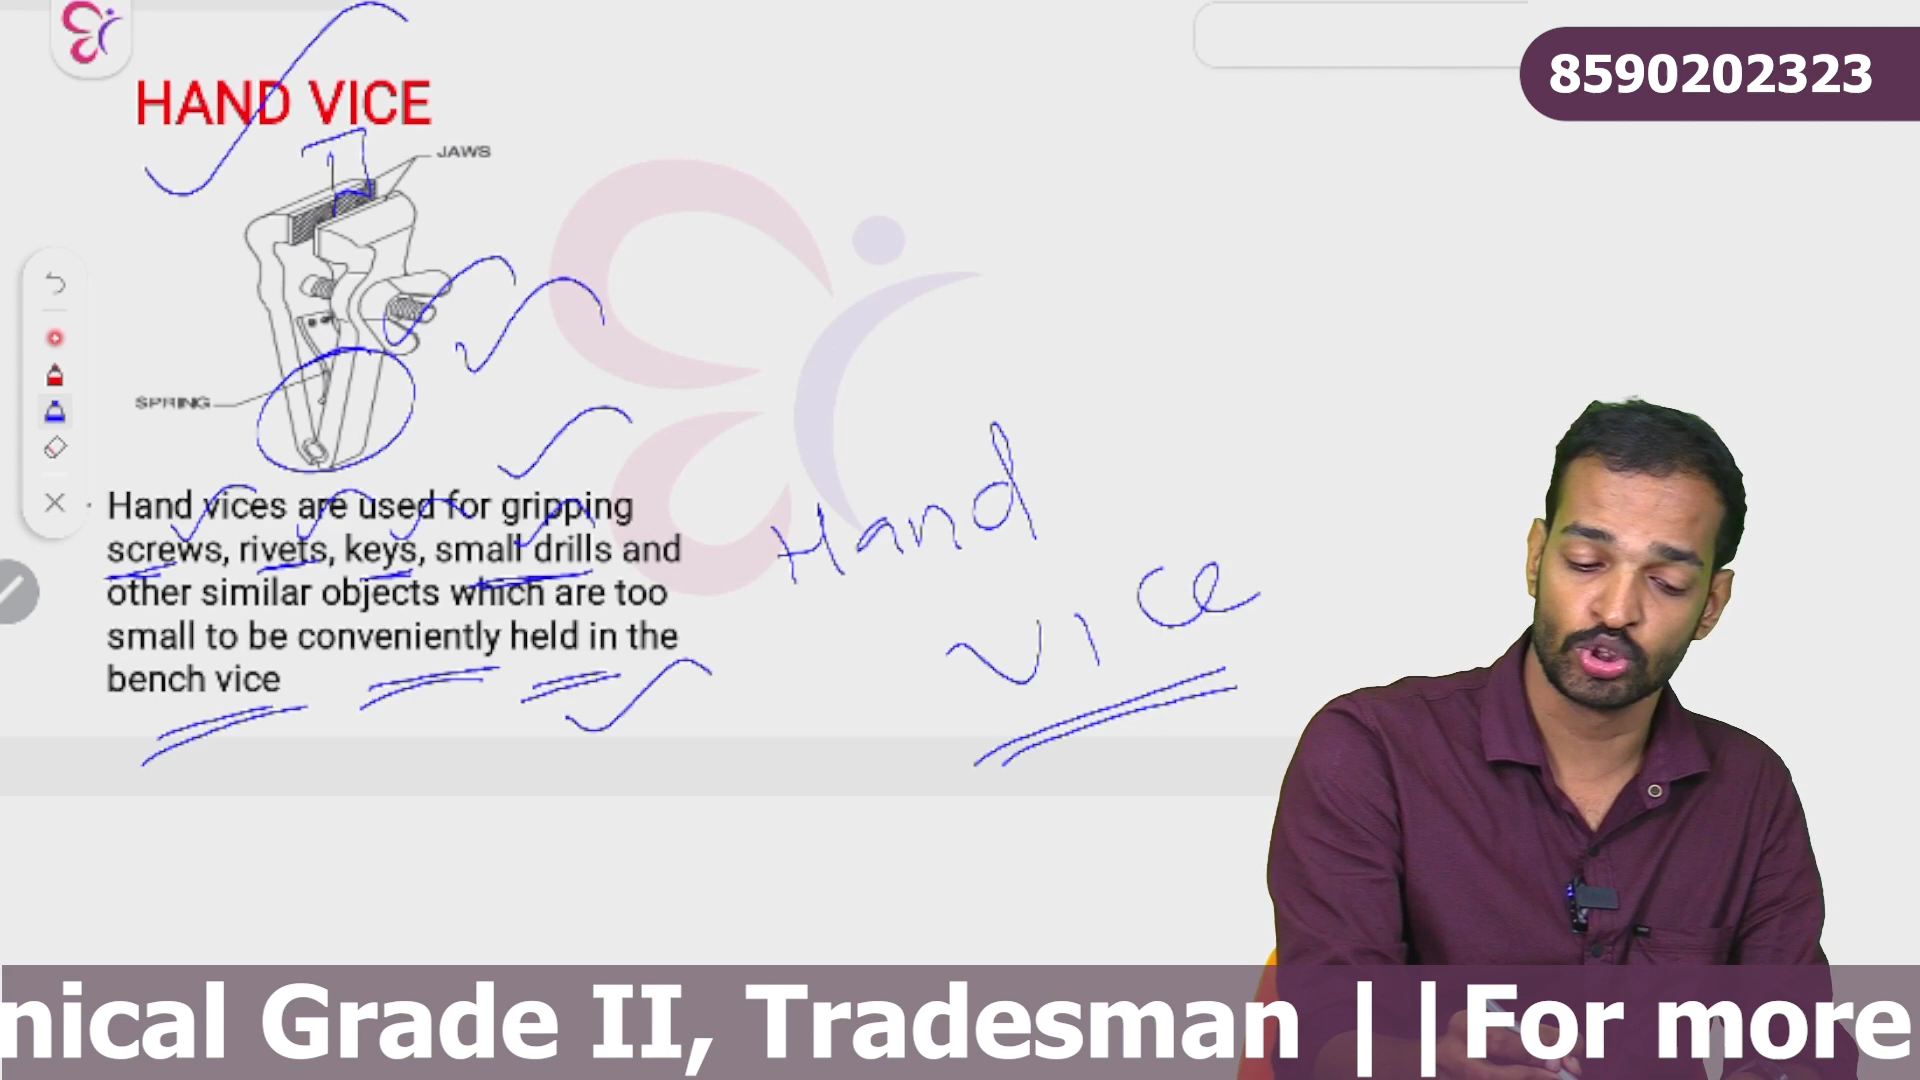 8590202323
HAND VICE
JAWS
SPRING
Hand vices are used for gripping
screws, rivets, keys, small drills and
other similar objects which are too
small to be conveniently held in the
bench vice
Hand
Vice
nical Grade II, Tradesman ||For more